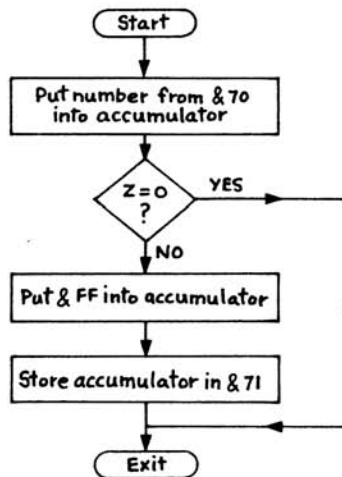 Start
Put number from &70
into accumulator
Z=0
?
YES
NO
Put & FF into accumulator
Store accumulator in &71
Exit